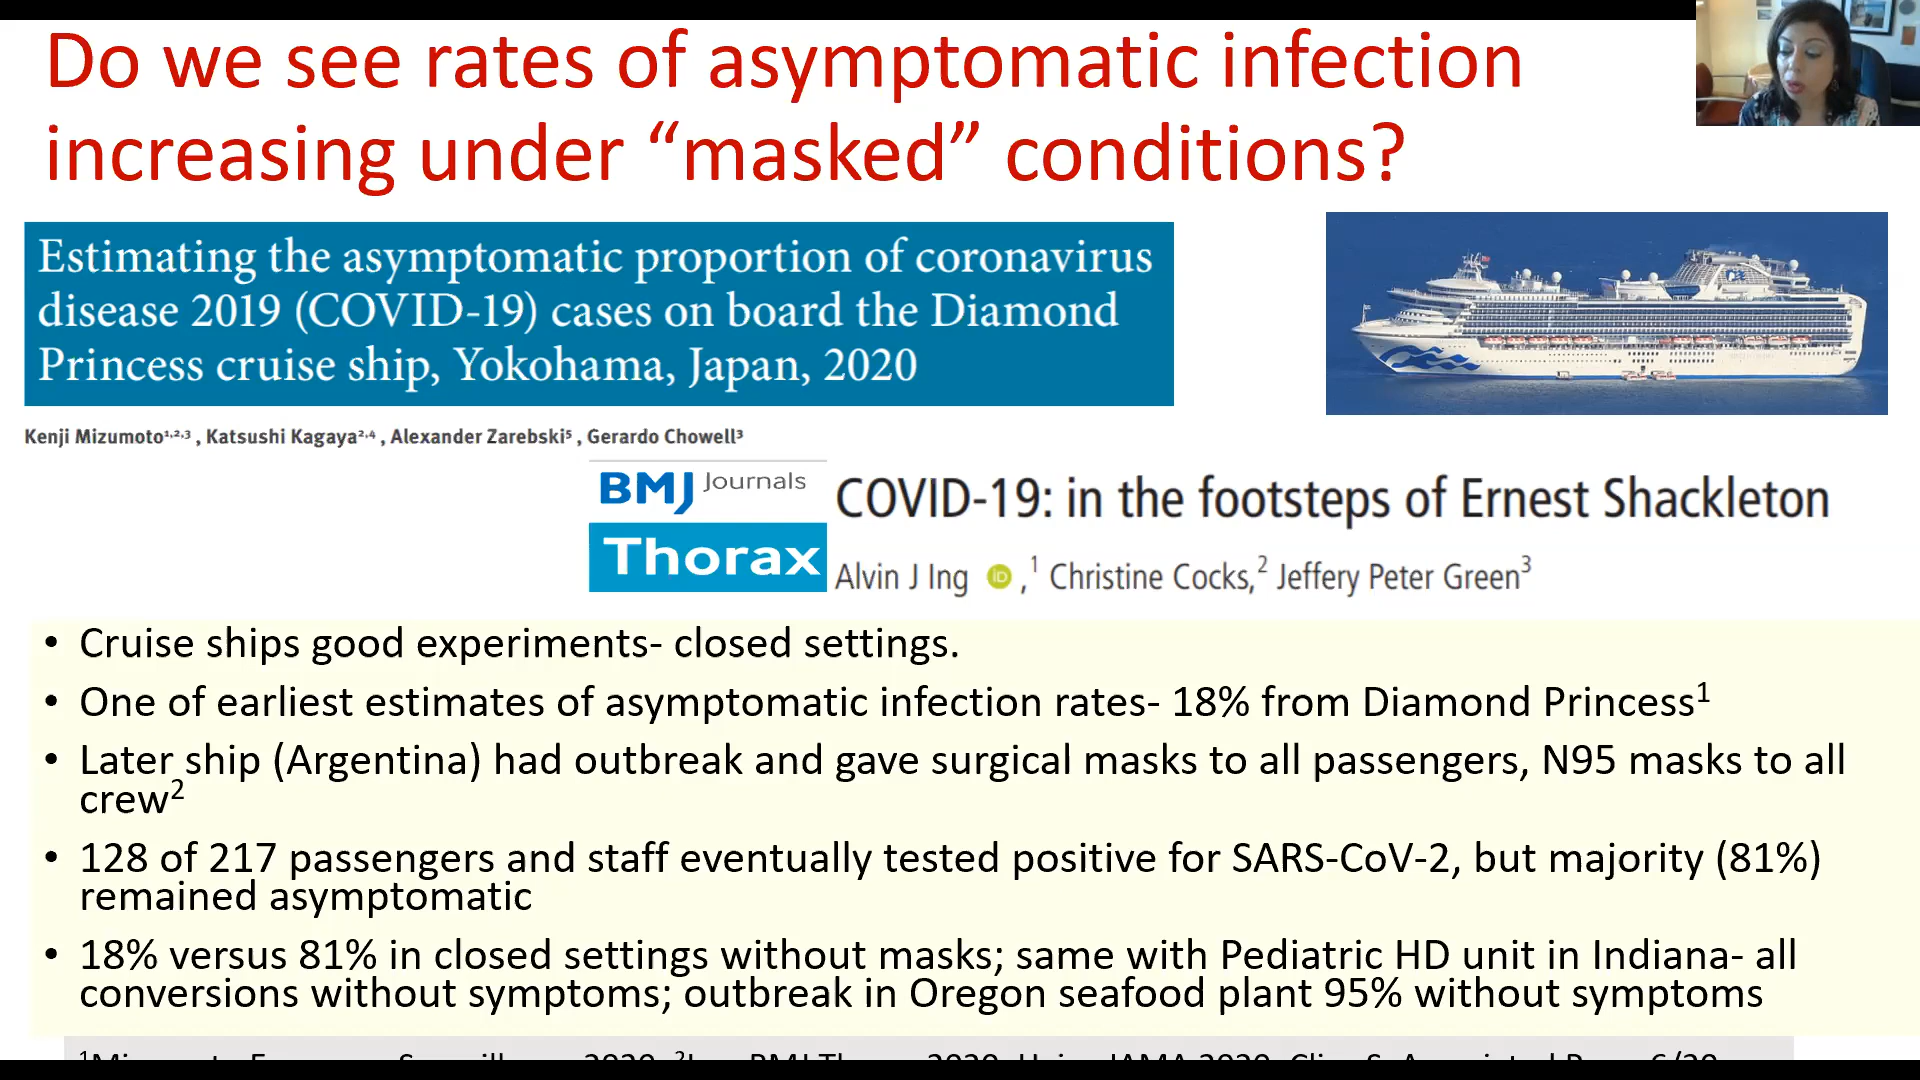 Do we see rates of asymptomatic infection
increasing under “masked” conditions?
Estimating the asymptomatic proportion of coronavirus
disease 2019 (COVID-19) cases on board the Diamond
Princess cruise ship, Yokohama, Japan, 2020
Kenji Mizumoto¹,²,³ , Katsushi Kagaya²,⁴ , Alexander Zarebski⁵ , Gerardo Chowell³
BMJ Journals
Thorax
COVID-19: in the footsteps of Ernest Shackleton
Alvin J Ing iD ,¹ Christine Cocks,² Jeffery Peter Green³
• Cruise ships good experiments- closed settings.
• One of earliest estimates of asymptomatic infection rates- 18% from Diamond Princess¹
• Later ship (Argentina) had outbreak and gave surgical masks to all passengers, N95 masks to all
crew²
• 128 of 217 passengers and staff eventually tested positive for SARS-CoV-2, but majority (81%)
remained asymptomatic
• 18% versus 81% in closed settings without masks; same with Pediatric HD unit in Indiana- all
conversions without symptoms; outbreak in Oregon seafood plant 95% without symptoms